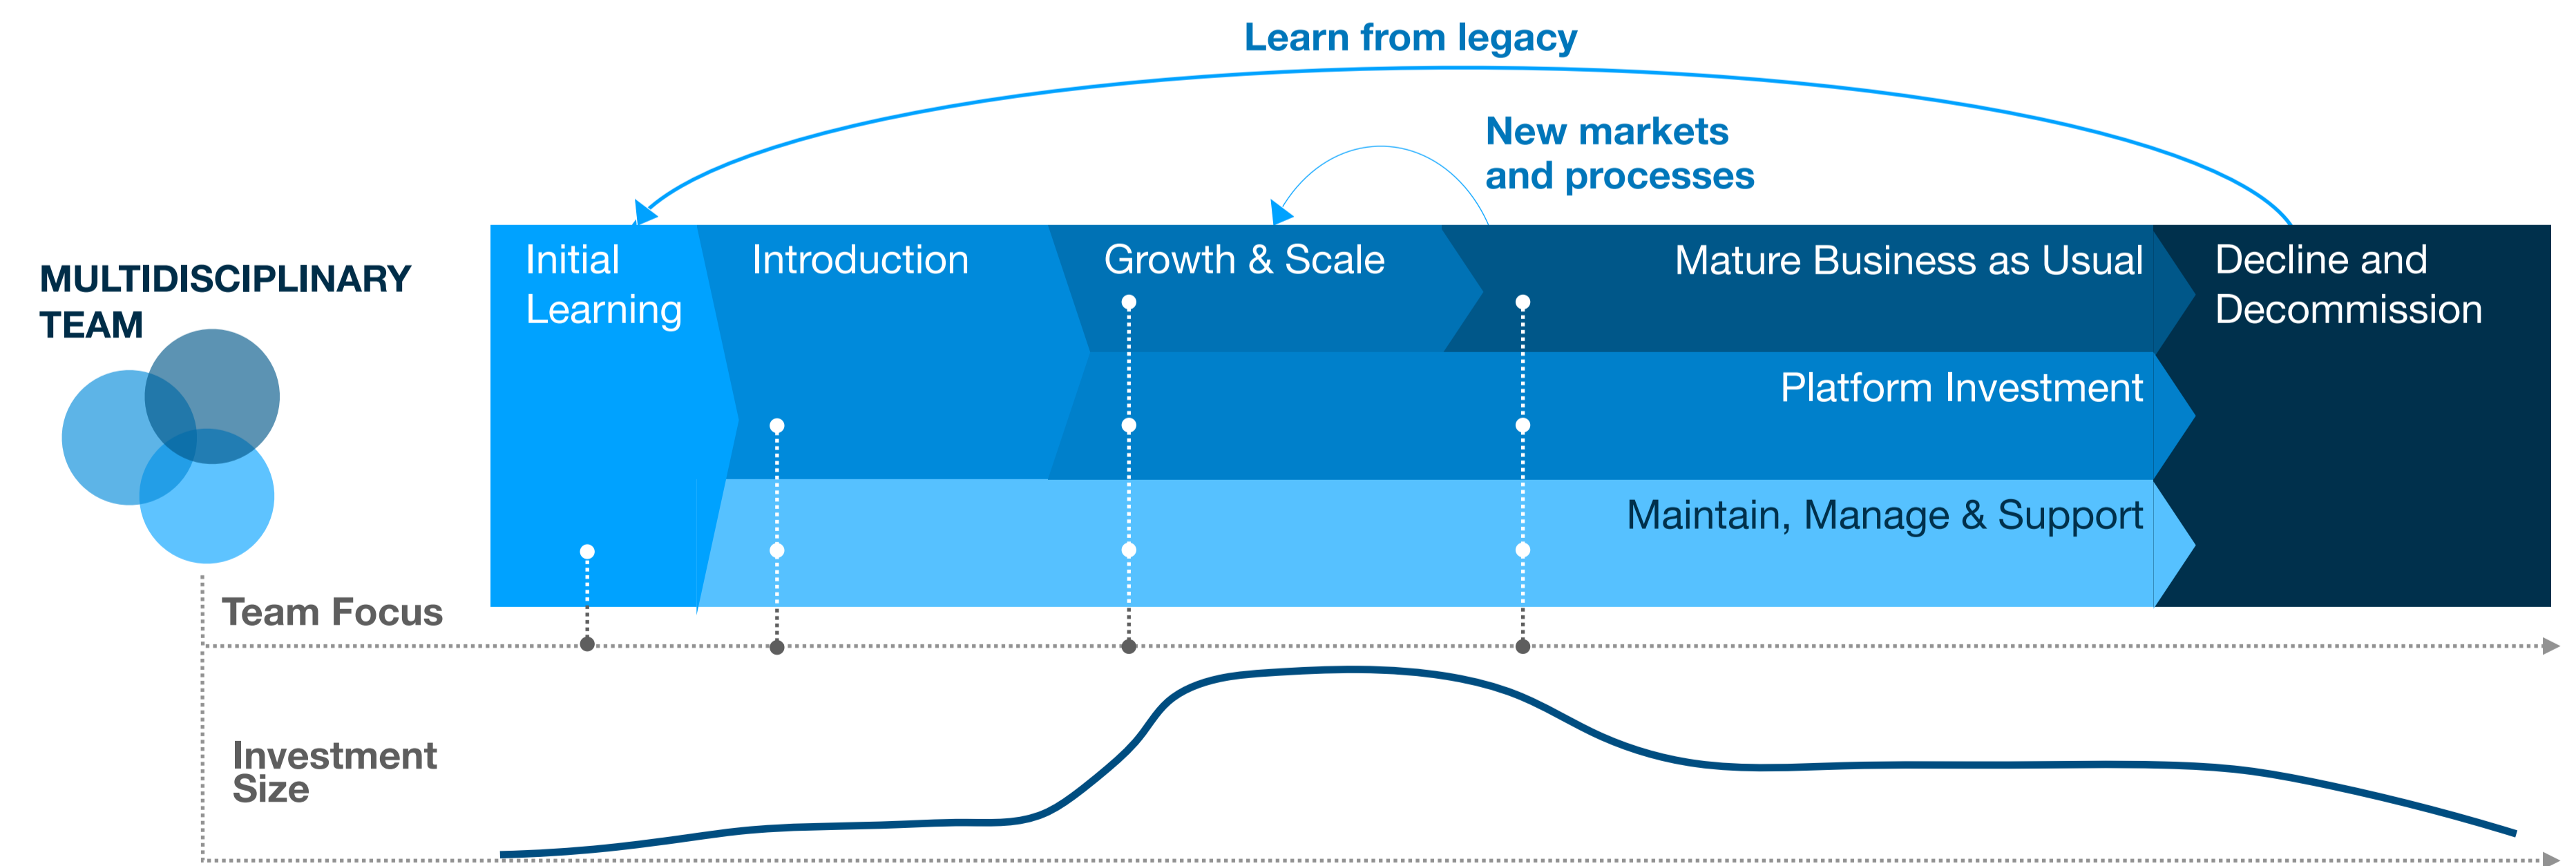 Learn from legacy
New markets
and processes
MULTIDISCIPLINARY
TEAM
Initial
Learning
Introduction
Growth & Scale
Mature Business as Usual
Decline and
Decommission
Platform Investment
Maintain, Manage & Support
Team Focus
Investment
Size